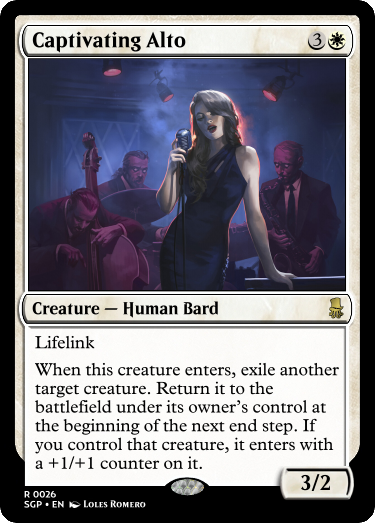 Captivating Alto 3
Creature — Human Bard
Lifelink
When this creature enters, exile another
target creature. Return it to the
battlefield under its owner's control at
the beginning of the next end step. If
you control that creature, it enters with
a +1/+1 counter on it.
3/2
R 0026
SGP • EN Loles Romero